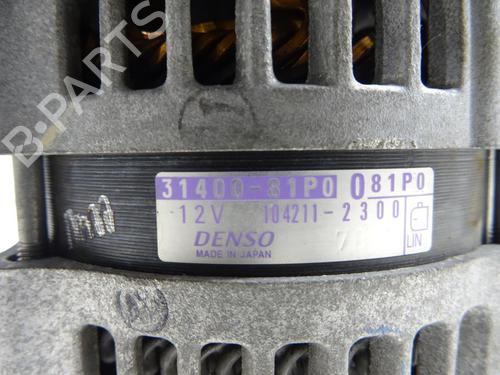 B-PARTS
31400-81P0 081P0
12V 104211-2300
DENSO
MADE IN JAPAN
LIN